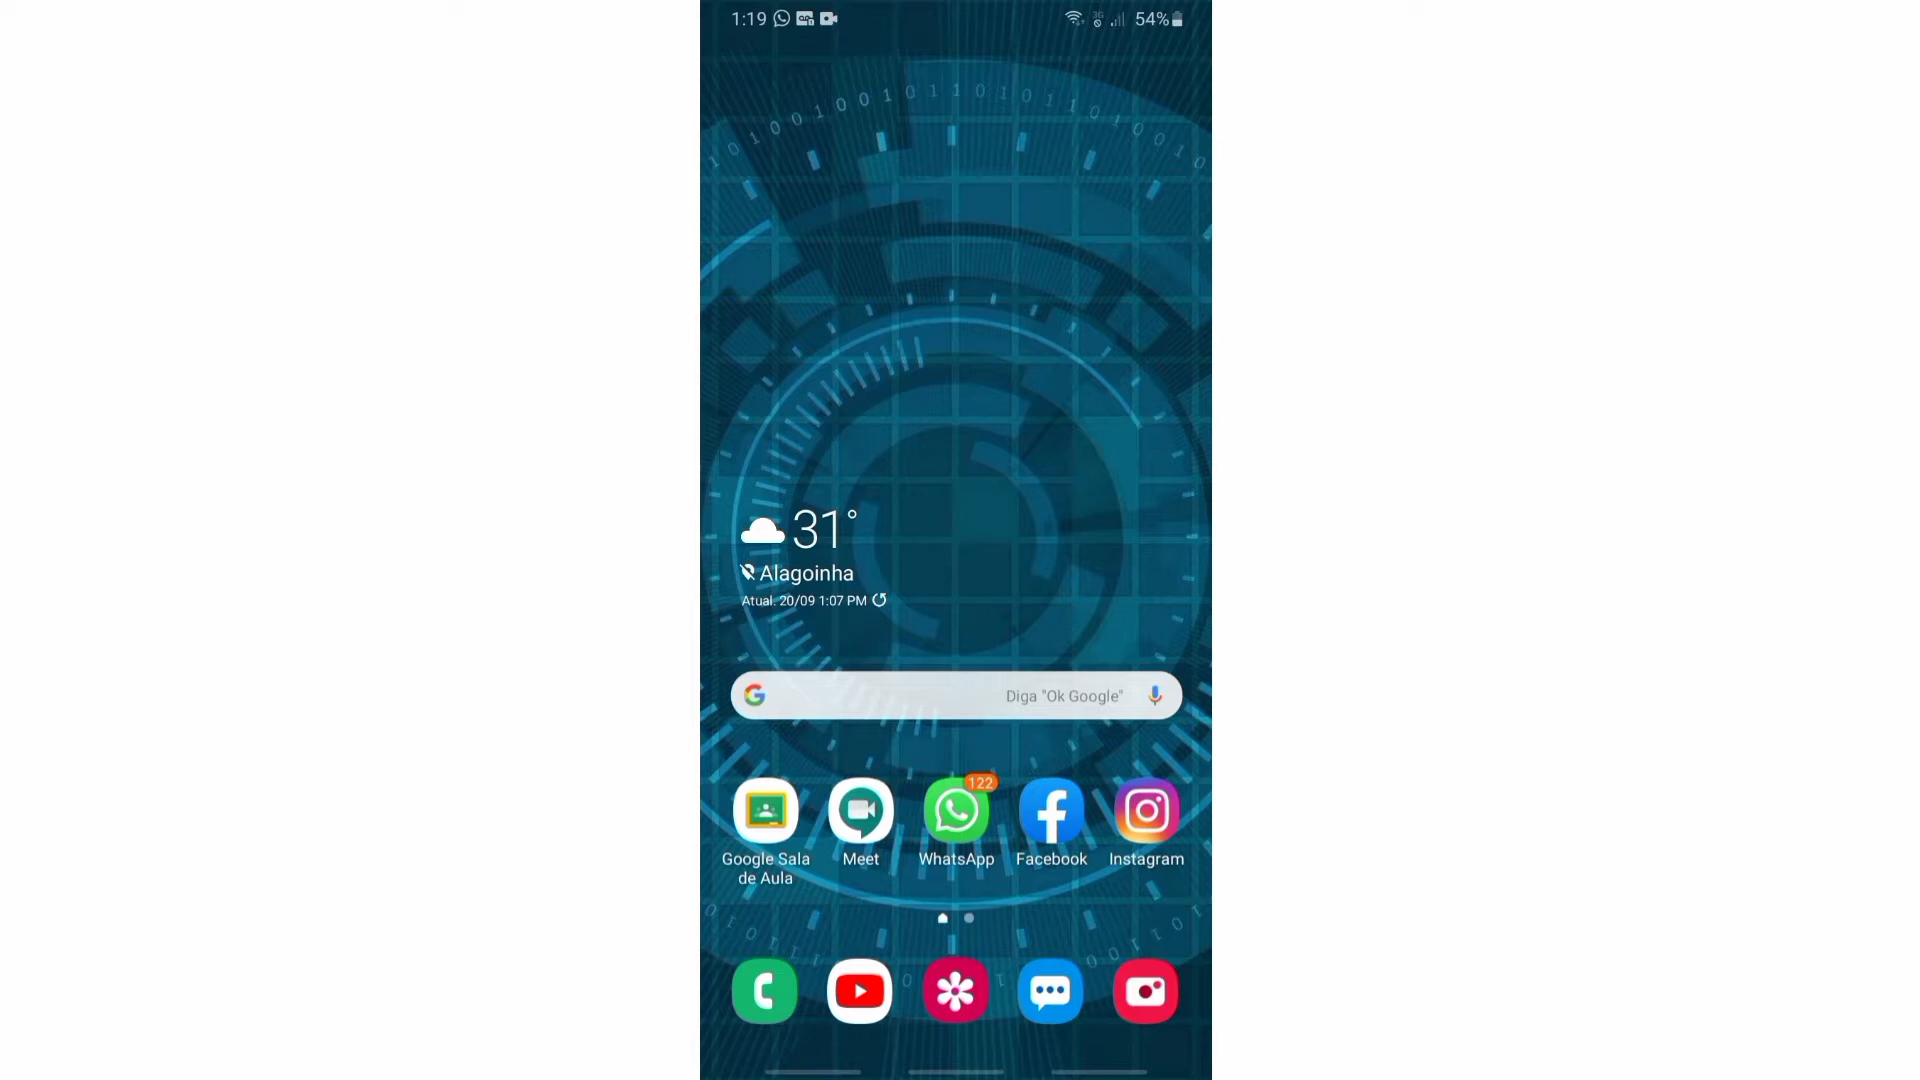 1:19 54%
31°
Alagoinha
Atual. 20/09 1:07 PM
Diga "Ok Google"
122
Google Sala de Aula
Meet
WhatsApp
Facebook
Instagram